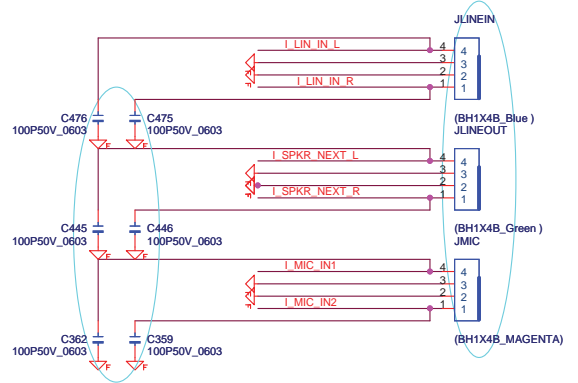 JLINEIN
I_LIN_IN_L
4 4
3 3
2 2
I_LIN_IN_R
1 1
C476
100P50V_0603
C475
100P50V_0603
F F
(BH1X4B_Blue )
JLINEOUT
I_SPKR_NEXT_L
4 4
3 3
2 2
I_SPKR_NEXT_R
1 1
C445
100P50V_0603
C446
100P50V_0603
F F
(BH1X4B_Green )
JMIC
I_MIC_IN1
4 4
3 3
2 2
I_MIC_IN2
1 1
C362
100P50V_0603
C359
100P50V_0603
F F
(BH1X4B_MAGENTA)